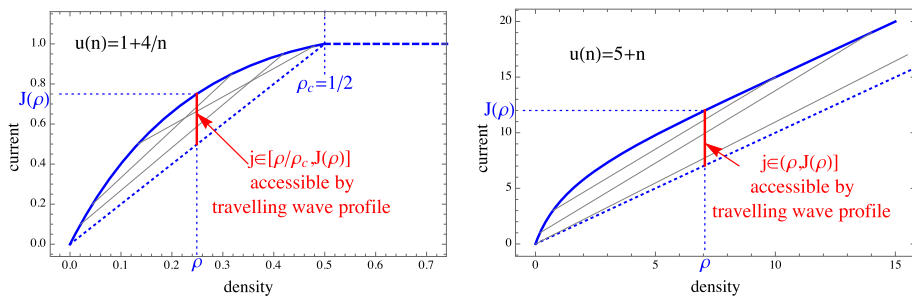 u(n)=1+4/n
1.0
0.8
0.6
0.4
0.2
0.0
J(ρ)
current
ρc=1/2
j∈[ρ/ρc,J(ρ)]
accessible by
travelling wave profile
0.0 0.1 0.2 0.3 0.4 0.5 0.6 0.7
ρ
density
u(n)=5+n
20
15
10
5
0
J(ρ)
current
j∈(ρ,J(ρ)]
accessible by
travelling wave profile
0 5 10 15
ρ
density